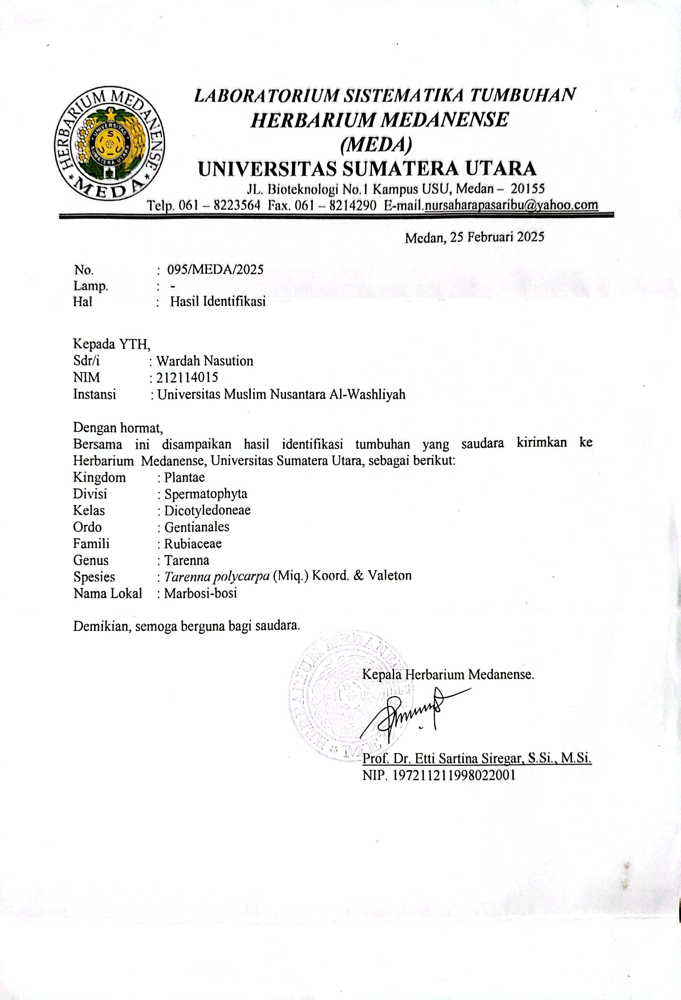 HERBARIUM MEDANENSE
UNIVERSITAS SUMATERA UTARA
USU
* MEDA *
LABORATORIUM SISTEMATIKA TUMBUHAN
HERBARIUM MEDANENSE
(MEDA)
UNIVERSITAS SUMATERA UTARA
JL. Bioteknologi No.1 Kampus USU, Medan – 20155
Telp. 061 – 8223564 Fax. 061 – 8214290 E-mail.nursaharapasaribu@yahoo.com
Medan, 25 Februari 2025
No. : 095/MEDA/2025
Lamp. : -
Hal : Hasil Identifikasi
Kepada YTH,
Sdr/i : Wardah Nasution
NIM : 212114015
Instansi : Universitas Muslim Nusantara Al-Washliyah
Dengan hormat,
Bersama ini disampaikan hasil identifikasi tumbuhan yang saudara kirimkan ke
Herbarium Medanense, Universitas Sumatera Utara, sebagai berikut:
Kingdom : Plantae
Divisi : Spermatophyta
Kelas : Dicotyledoneae
Ordo : Gentianales
Famili : Rubiaceae
Genus : Tarenna
Spesies : Tarenna polycarpa (Miq.) Koord. & Valeton
Nama Lokal : Marbosi-bosi
Demikian, semoga berguna bagi saudara.
HERBARIUM MEDANENSE
* MEDA
Kepala Herbarium Medanense.
Prof. Dr. Etti Sartina Siregar, S.Si., M.Si.
NIP. 197211211998022001